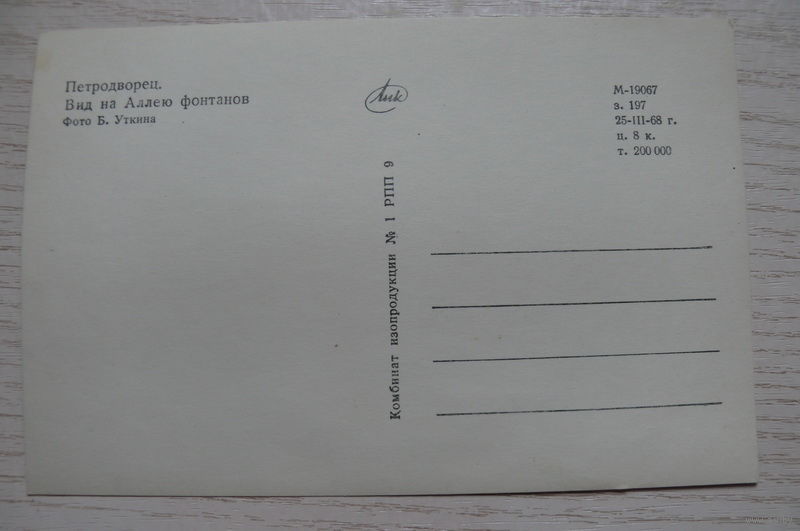 Петродворец.
Вид на Аллею фонтанов
Фото Б. Уткина
М-19067
з. 197
25-III-68 г.
ц. 8 к.
т. 200 000
Комбинат изопродукции № 1 РПП 9